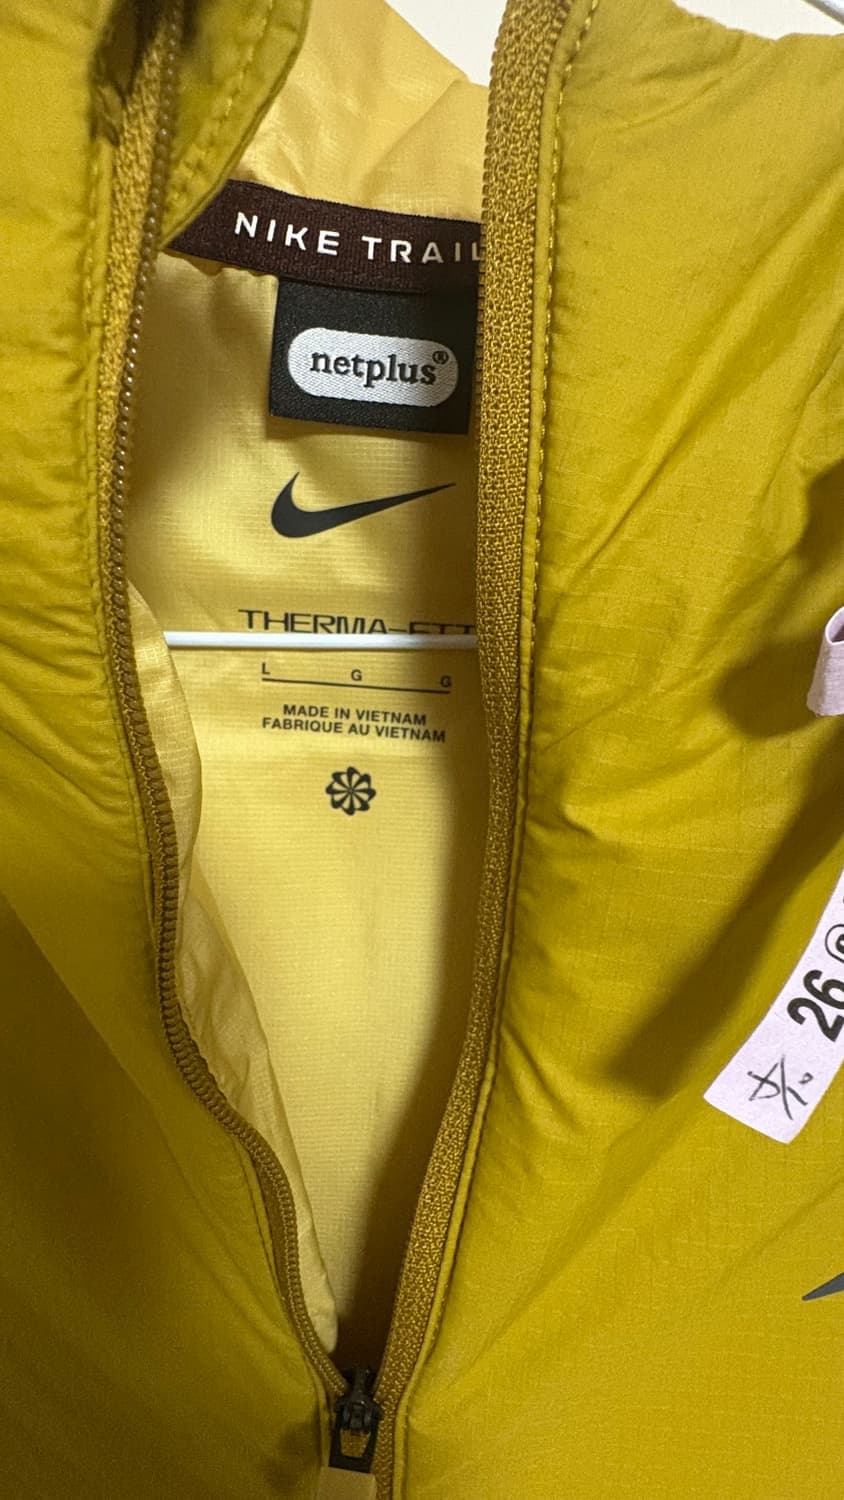 NIKE TRAIL
netplus®
THERMA-FIT
L G G
MADE IN VIETNAM
FABRIQUE AU VIETNAM
26